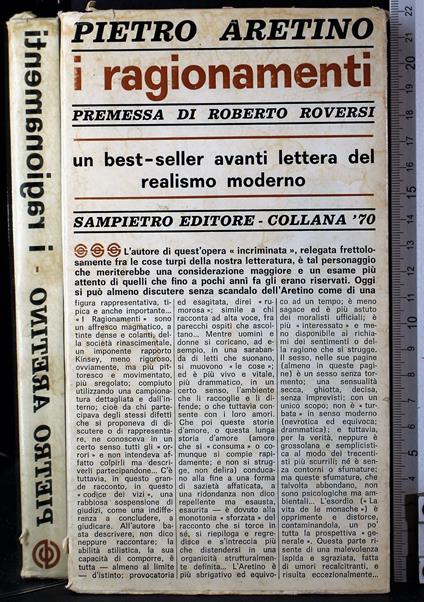 PIETRO ARETINO
i ragionamenti
PREMESSA DI ROBERTO ROVERSI
un best-seller avanti lettera del
realismo moderno
SAMPIETRO EDITORE - COLLANA '70
L'autore di quest'opera « incriminata », relegata frettolo-
samente fra le cose turpi della nostra letteratura, è tal personaggio
che meriterebbe una considerazione maggiore e un esame più
attento di quelli che fino a pochi anni fa gli erano riservati. Oggi
si può almeno discutere senza scandalo dell'Aretino come di una
figura rappresentativa, ti-
pica e anche importante...
« I Ragionamenti » sono
un affresco magmatico, a
tinte dense e colanti, del-
la società rinascimentale,
un imponente rapporto
Kinsey, meno rigoroso,
ovviamente, ma più pit-
toresco e movimentato,
più sregolato; compiuto
utilizzando una campiona-
tura dettagliata e dall'in-
terno; cioè da chi parte-
cipava degli stessi difetti
che si proponeva di di-
scutere o di rappresenta-
re, ne conosceva in un
certo senso tutti gli « or-
rori » e non intendeva af-
fatto colpirli ma descri-
verli partecipandone... C'è
tuttavia, in questo gran-
de racconto, in questo
« codice dei vizi », una
rabbiosa sospensione di
giudizi, come una indiffe-
renza a concludere, a
giudicare. All'autore ba-
sta descrivere, non dico
neppure raccontare; la
abilità stilistica, la sua
capacità di comporre, è
tutta — almeno al limite
— d'istinto; provocatoria
ed esagitata, direi « ru-
morosa »; simile a chi
racconta ad alta voce, fra
parecchi ospiti che ascol-
tano... Mentre uomini e
donne si coricano, ad e-
sempio, in una saraban-
da di letti che suonano,
si muovono « le cose »;
ed è più vivo e vitale,
più drammatico, in un
certo senso, l'ambiente
che li raccoglie e li di-
fende; o che tuttavia con-
sente con i loro amori.
Che poi queste storie
d'amore, o questa lunga
storia d'amore (amore
che si « consuma » o co-
munque si compie rapi-
damente; e non si strug-
ge, non delira) conduca-
no alla fine a una forma
di sazietà affaticata, a
una ridondanza non dico
repellente ma esausta,
esaurita — è dovuto alla
monotonia « sforzata » del
racconto che si torce in
sé, si riepiloga e regre-
disce e s'intreccia più
che distendersi in una
organicità strutturalmen-
te definita... L'Aretino è
più sbrigativo ed equivo-
co ad un tempo; è meno
sagace ed è più astuto
dei moralisti ufficiali; è
più « interessato » e me-
no disponibile ai richia-
mi dei sentimenti o del-
la ragione che si strugge.
Il sesso, nelle sue pagine
(almeno in queste pagi-
ne) è un sesso senza tor-
mento; una sensualità
secca, ghiotta, decisa,
senza imprevisti; con un
unico scopo; non è « tur-
bata » in senso moderno
(nevrotica ed equivoca;
drammatica); e tuttavia,
per la verità, neppure è
grossolana e semplicisti-
ca al modo dei trecenti-
sti più scurrili; né è sen-
za contorni o sfumature;
ma queste sfumature, che
talvolta abbondano, non
sono psicologiche ma am-
bientali... L'esordio (« La
vita de le monache ») è
opprimente e distorce,
contaminandola, un po'
tutta la prospettiva « ge-
nerale ». Questa parte ri-
sente di una malevolenza
ispida e sgraziata, fatta
di umori recalcitranti, e
risulta eccezionalmente...
PIETRO ARETINO - i ragionamenti